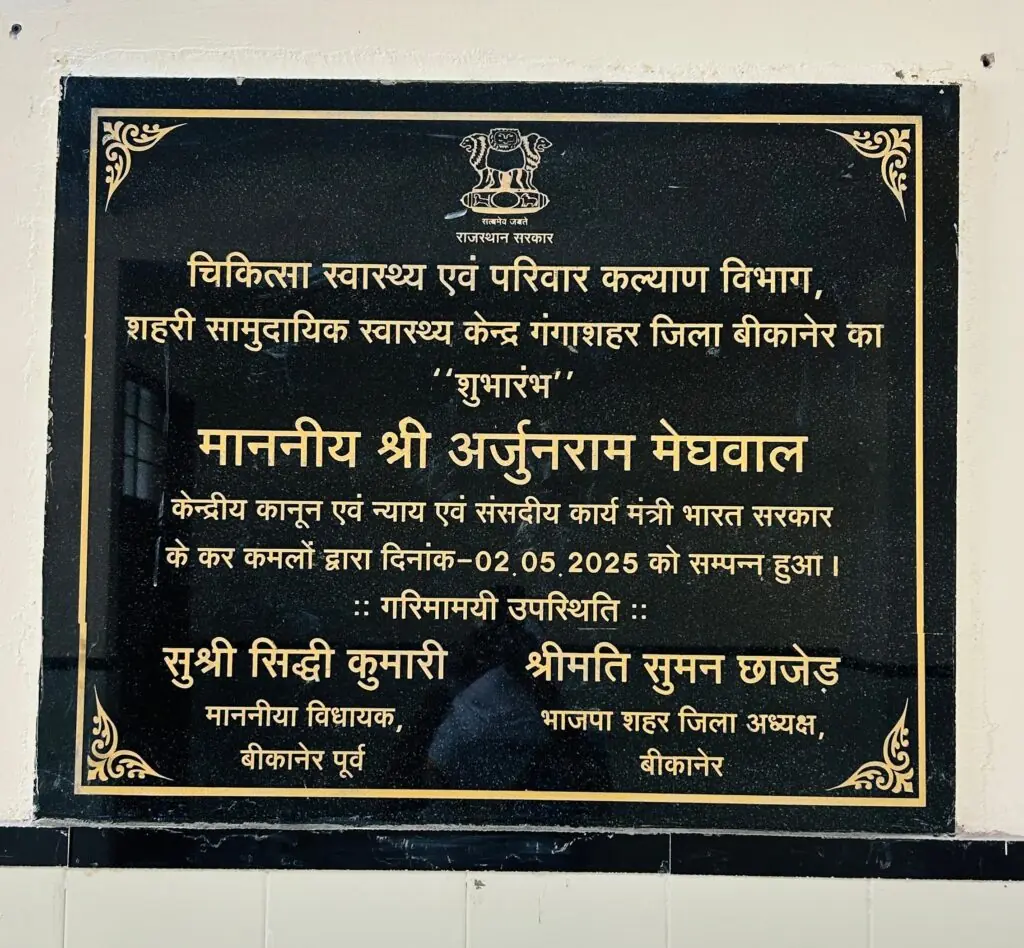 सत्यमेव जयते
राजस्थान सरकार
चिकित्सा स्वास्थ्य एवं परिवार कल्याण विभाग,
शहरी सामुदायिक स्वास्थ्य केन्द्र गंगाशहर जिला बीकानेर का
‘‘शुभारंभ’’
माननीय श्री अर्जुनराम मेघवाल
केन्द्रीय कानून एवं न्याय एवं संसदीय कार्य मंत्री भारत सरकार
के कर कमलों द्वारा दिनांक-02.05.2025 को सम्पन्न हुआ।
:: गरिमामयी उपस्थिति ::
सुश्री सिद्धी कुमारी श्रीमति सुमन छाजेड़
माननीया विधायक, भाजपा शहर जिला अध्यक्ष,
बीकानेर पूर्व बीकानेर